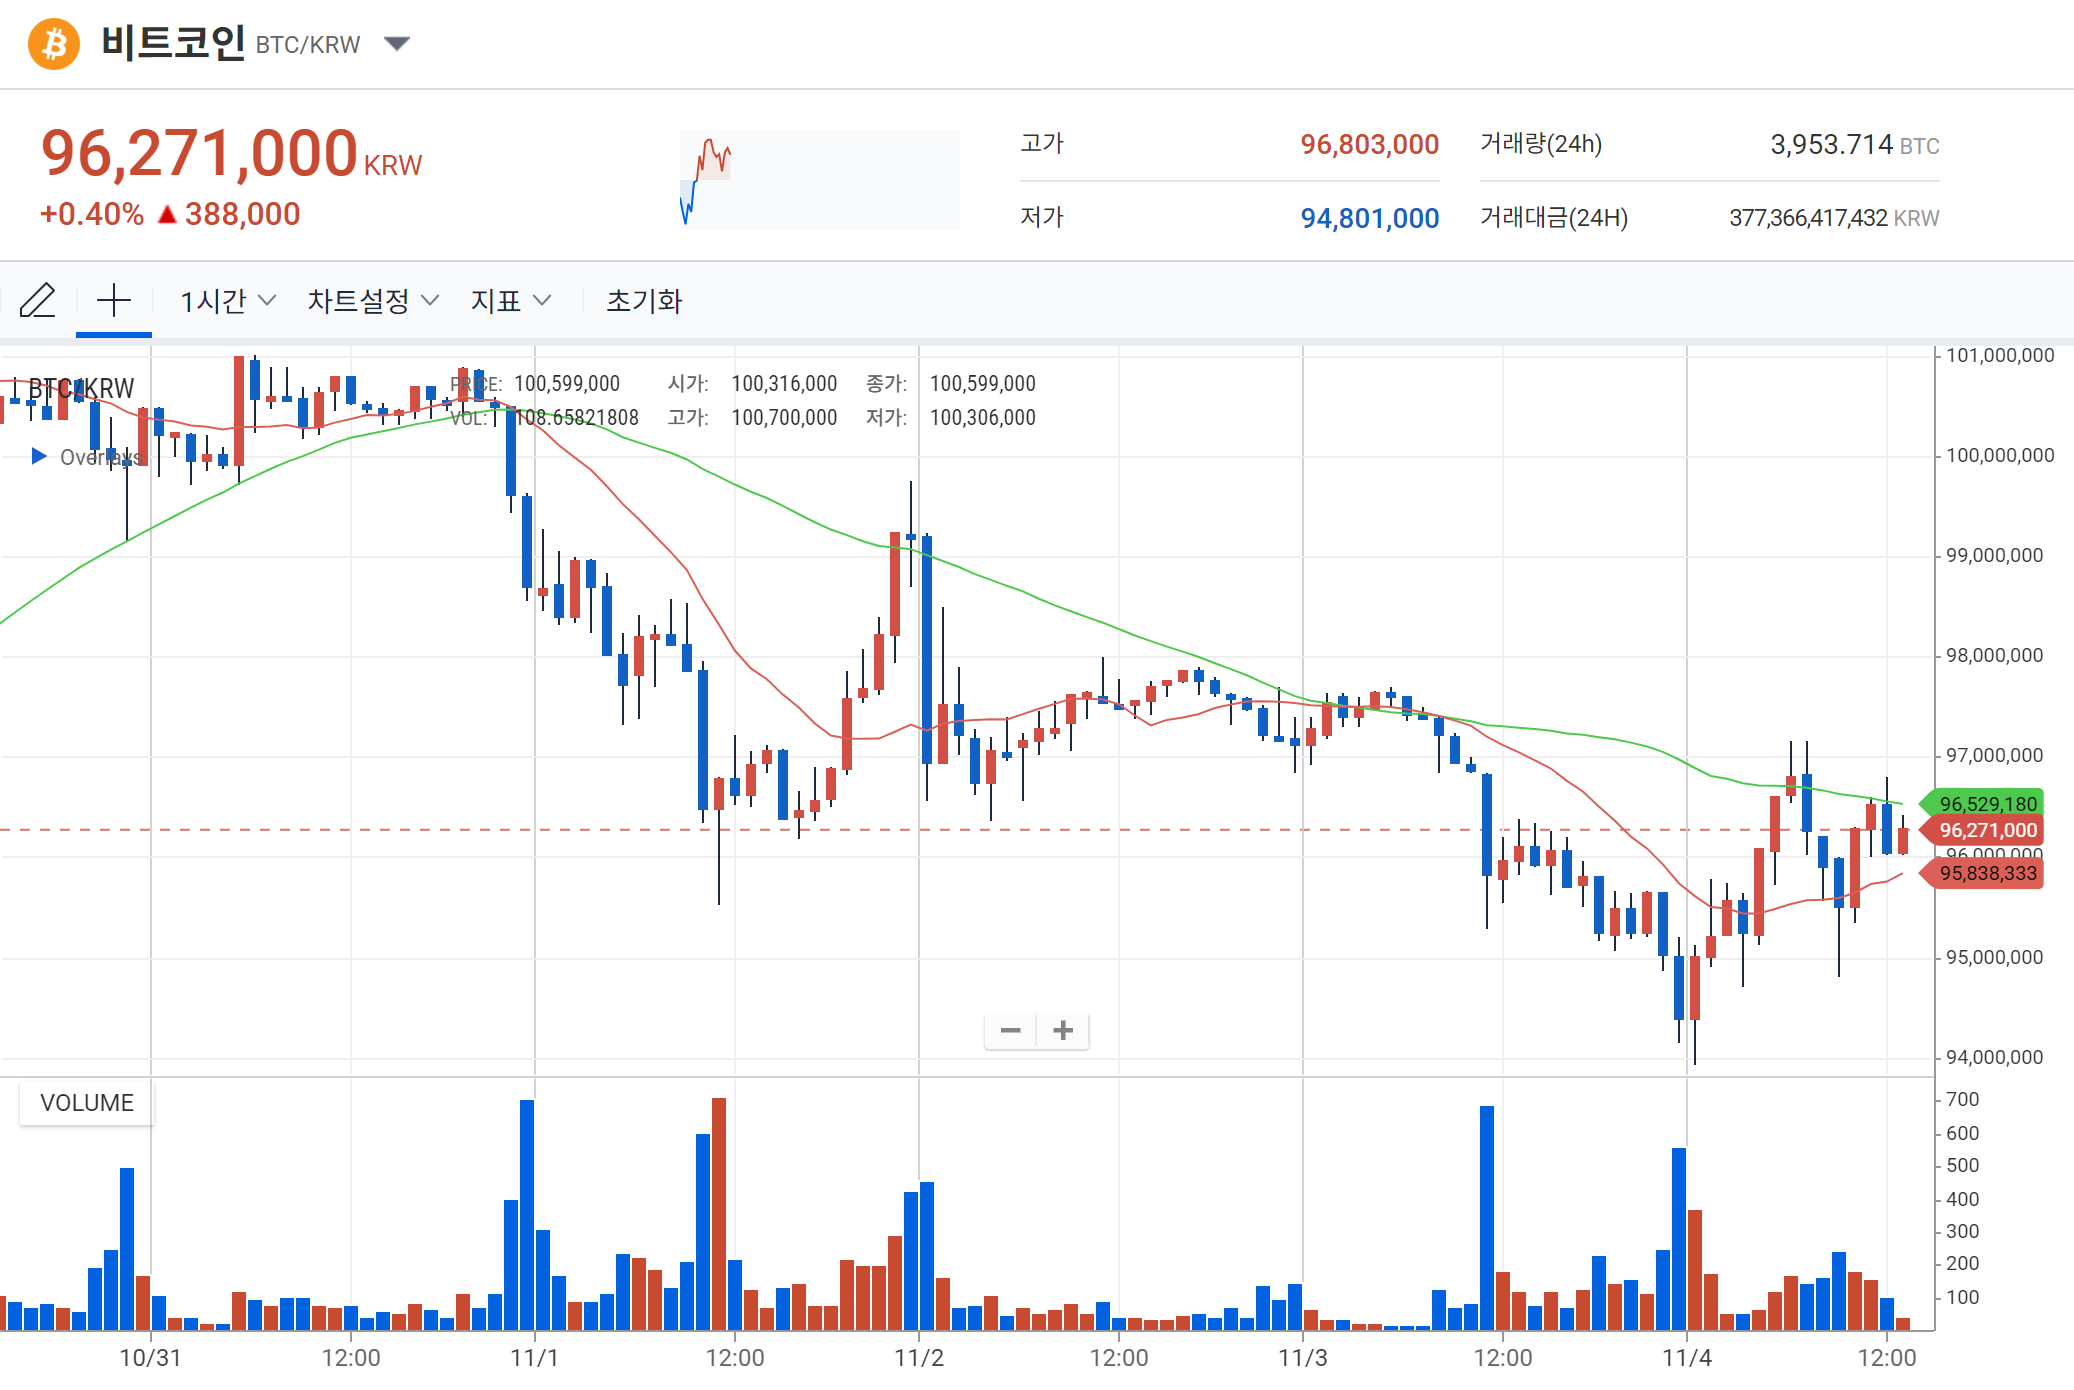 비트코인 BTC/KRW
96,271,000 KRW
+0.40% ▲ 388,000
고가 96,803,000
저가 94,801,000
거래량(24h) 3,953.714 BTC
거래대금(24H) 377,366,417,432 KRW
1시간 차트설정 지표 초기화
BTC/KRW
PRICE: 100,599,000 시가: 100,316,000 종가: 100,599,000
VOL: 108.65821808 고가: 100,700,000 저가: 100,306,000
Overlays
101,000,000
100,000,000
99,000,000
98,000,000
97,000,000
96,529,180
96,271,000
96,000,000
95,838,333
95,000,000
94,000,000
VOLUME
700
600
500
400
300
200
100
10/31 12:00 11/1 12:00 11/2 12:00 11/3 12:00 11/4 12:00